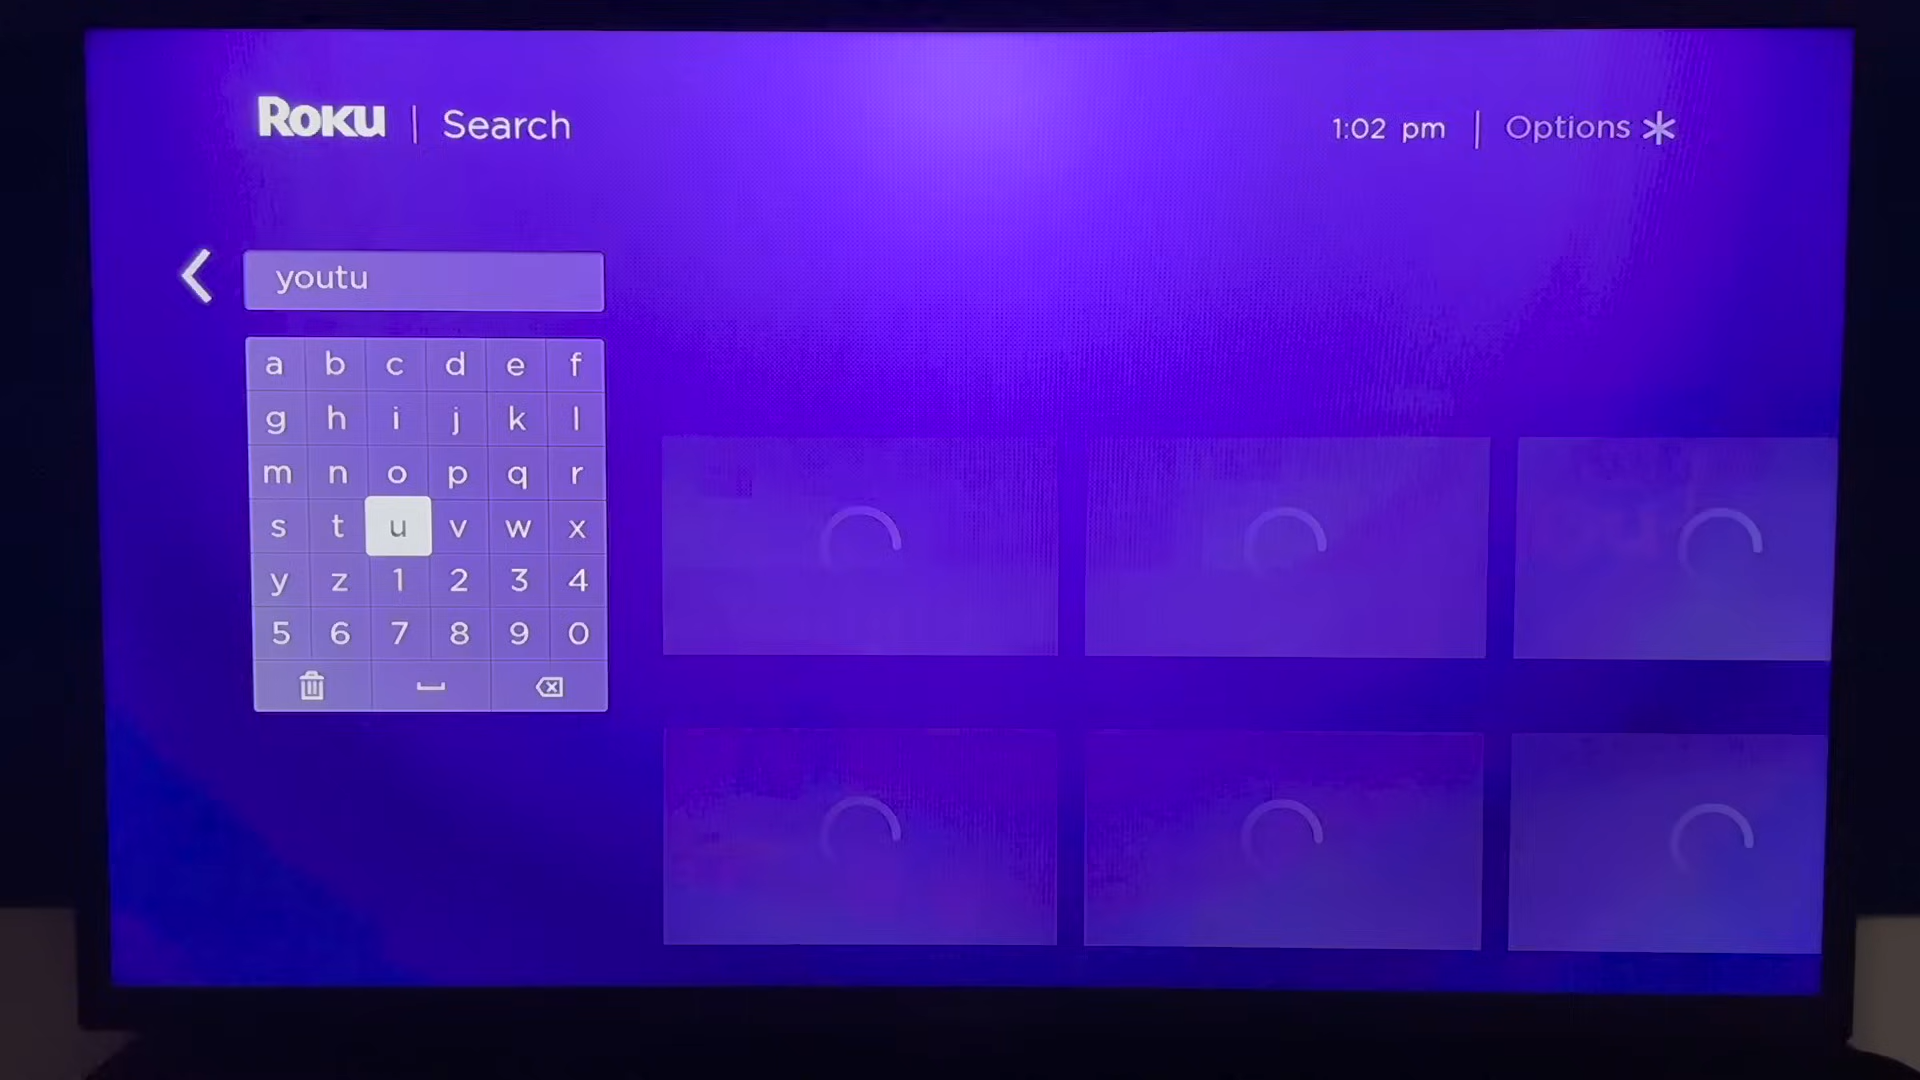 Roku | Search
1:02 pm | Options
youtu
a b c d e f
g h i j k l
m n o p q r
s t u v w x
y z 1 2 3 4
5 6 7 8 9 0